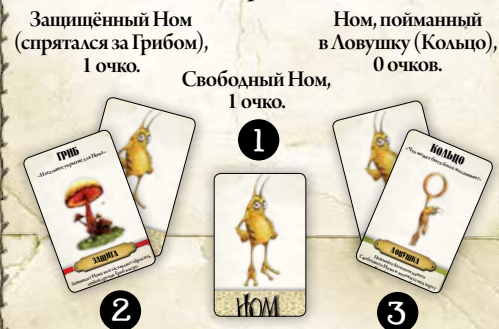 Защищённый Ном
(спрятался за Грибом),
1 очко.
Свободный Ном,
1 очко.
Ном, пойманный
в Ловушку (Кольцо),
0 очков.
1
ГРИБ
ЗАЩИТА
2
НОМ
КОЛЬЦО
ЛОВУШКА
3